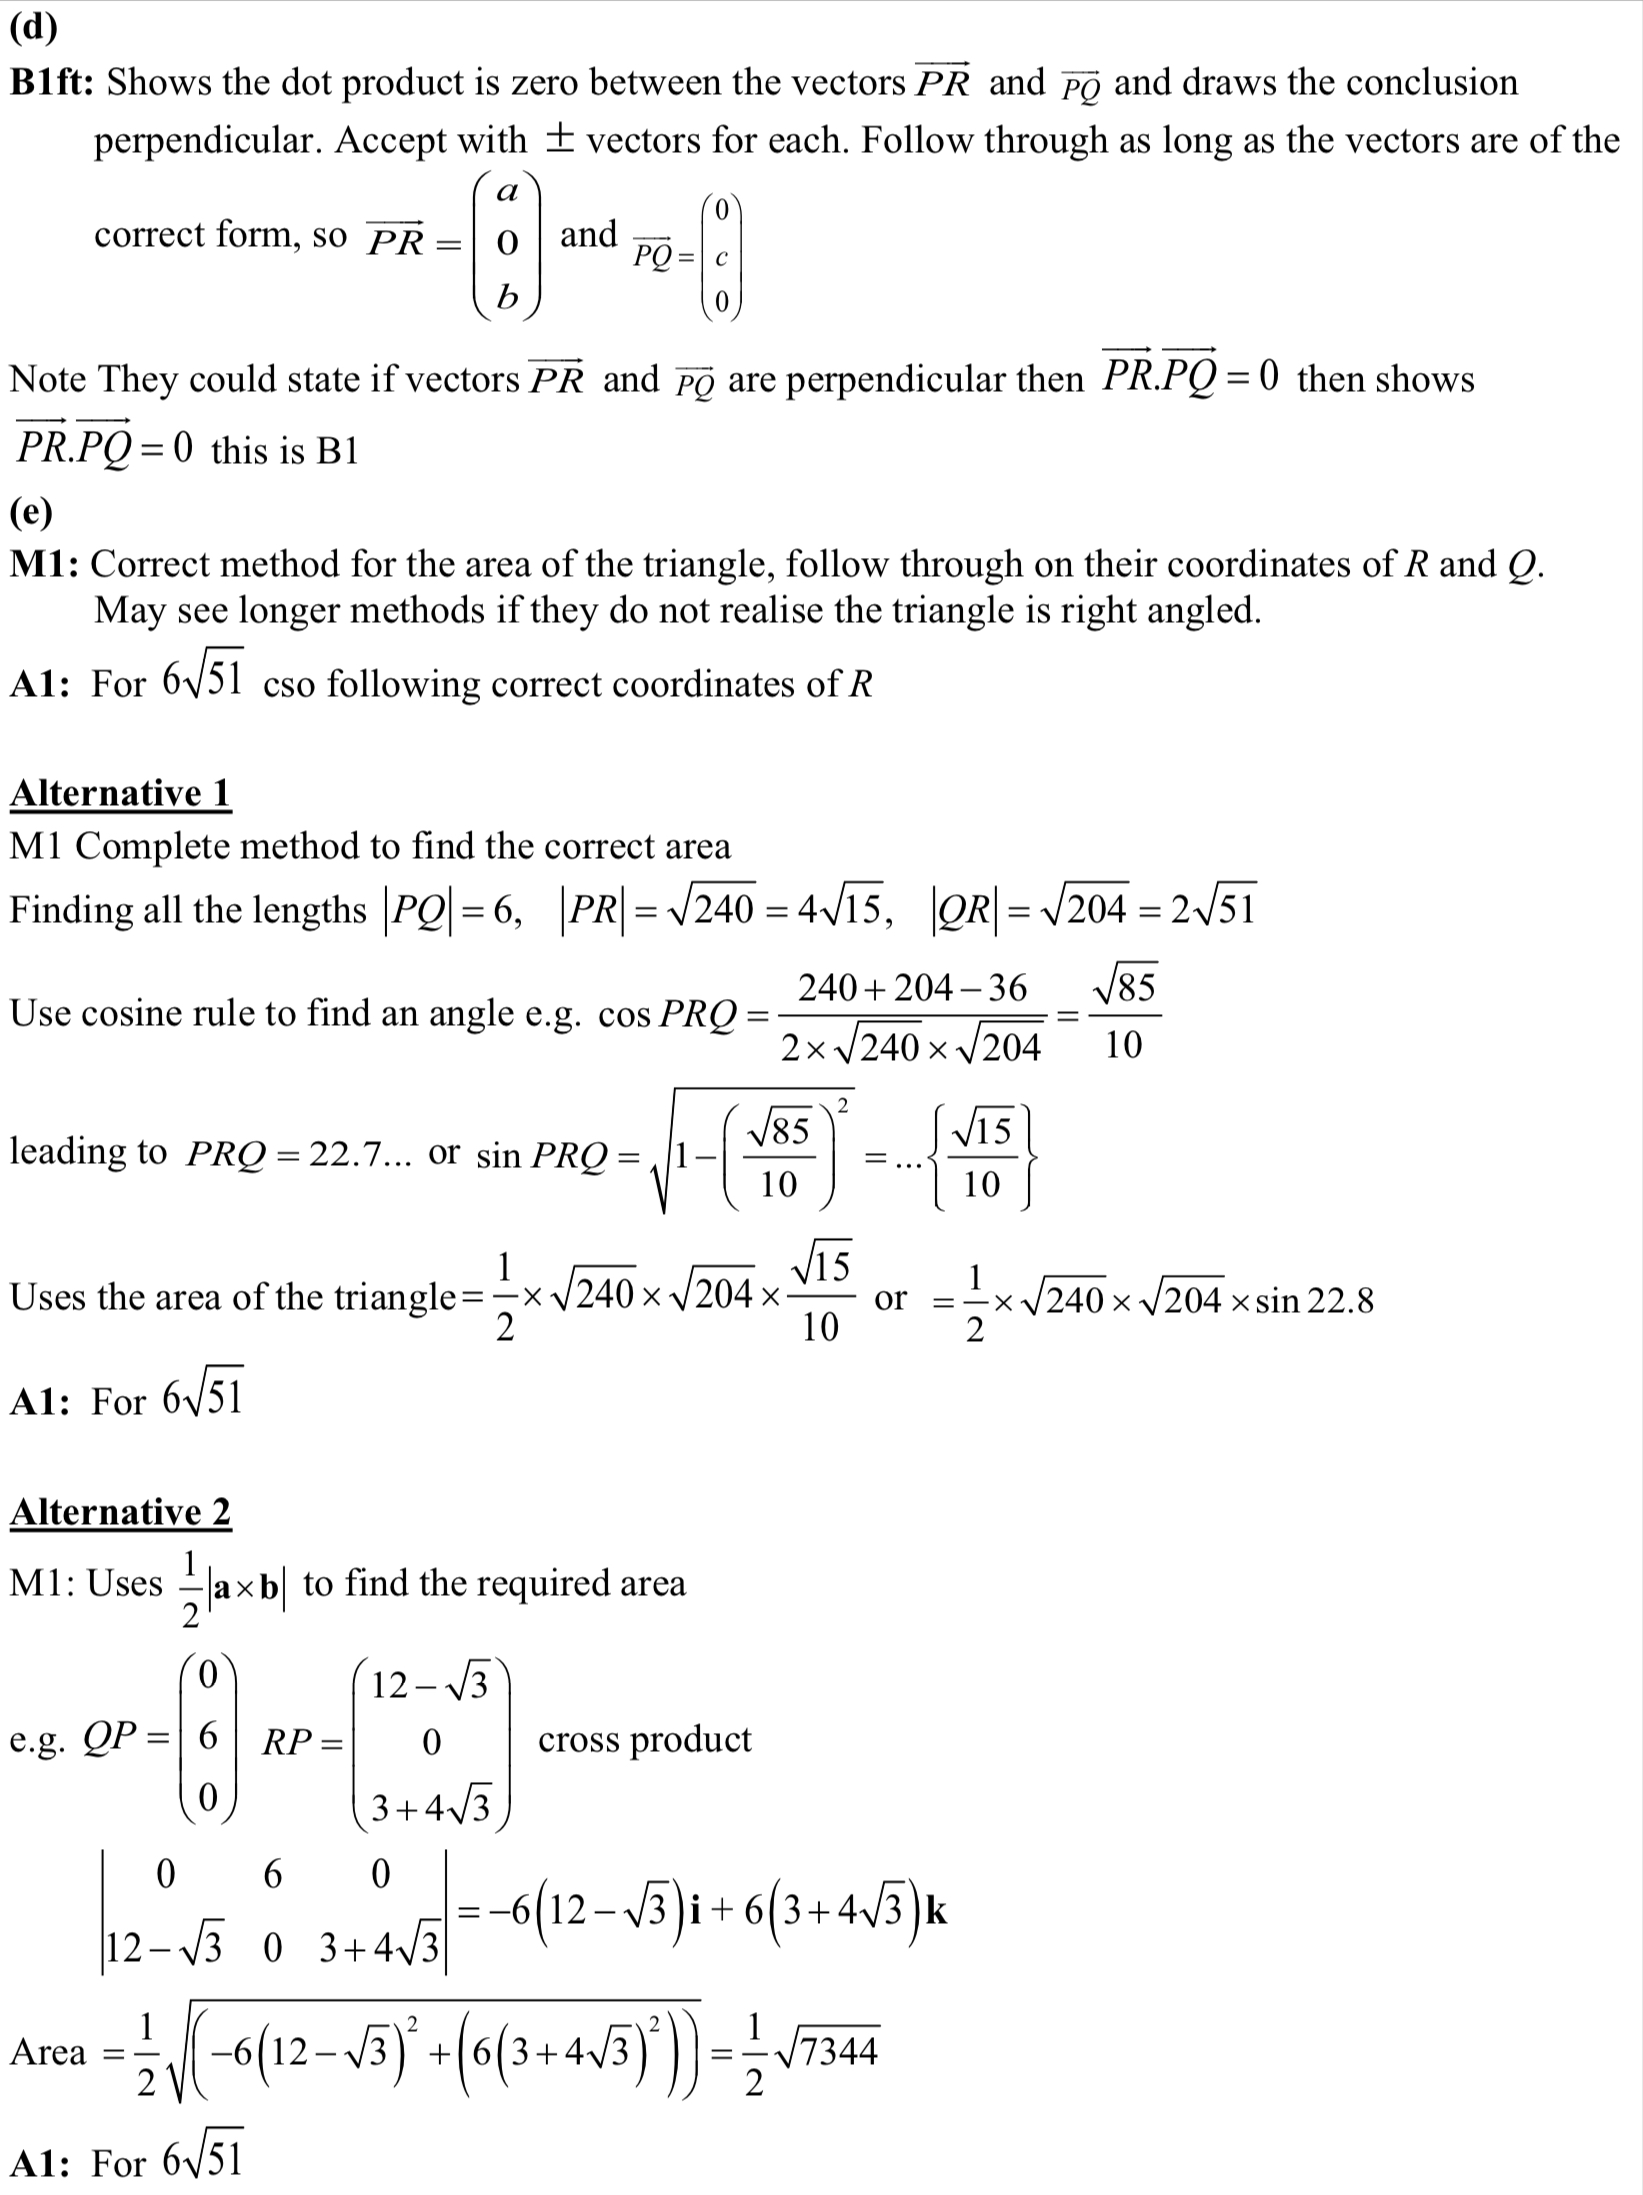 (d)
B1ft: Shows the dot product is zero between the vectors $\overrightarrow{PR}$ and $\overrightarrow{PQ}$ and draws the conclusion
perpendicular. Accept with ± vectors for each. Follow through as long as the vectors are of the
correct form, so $\overrightarrow{PR} = \begin{pmatrix} a \\ 0 \\ b \end{pmatrix}$ and $\overrightarrow{PQ} = \begin{pmatrix} 0 \\ c \\ 0 \end{pmatrix}$
Note They could state if vectors $\overrightarrow{PR}$ and $\overrightarrow{PQ}$ are perpendicular then $\overrightarrow{PR}.\overrightarrow{PQ} = 0$ then shows
$\overrightarrow{PR}.\overrightarrow{PQ} = 0$ this is B1
(e)
M1: Correct method for the area of the triangle, follow through on their coordinates of R and Q.
May see longer methods if they do not realise the triangle is right angled.
A1: For $6\sqrt{51}$ cso following correct coordinates of R
Alternative 1
M1 Complete method to find the correct area
Finding all the lengths $|PQ| = 6, \ |PR| = \sqrt{240} = 4\sqrt{15}, \ |QR| = \sqrt{204} = 2\sqrt{51}$
Use cosine rule to find an angle e.g. $\cos PRQ = \frac{240 + 204 - 36}{2 \times \sqrt{240} \times \sqrt{204}} = \frac{\sqrt{85}}{10}$
leading to $PRQ = 22.7...$ or $\sin PRQ = \sqrt{1 - \left(\frac{\sqrt{85}}{10}\right)^2} = ...\left\{\frac{\sqrt{15}}{10}\right\}$
Uses the area of the triangle$= \frac{1}{2} \times \sqrt{240} \times \sqrt{204} \times \frac{\sqrt{15}}{10}$ or $= \frac{1}{2} \times \sqrt{240} \times \sqrt{204} \times \sin 22.8$
A1: For $6\sqrt{51}$
Alternative 2
M1: Uses $\frac{1}{2}|\mathbf{a} \times \mathbf{b}|$ to find the required area
e.g. $QP = \begin{pmatrix} 0 \\ 6 \\ 0 \end{pmatrix}$ $RP = \begin{pmatrix} 12 - \sqrt{3} \\ 0 \\ 3 + 4\sqrt{3} \end{pmatrix}$ cross product
$\begin{vmatrix} 0 & 6 & 0 \\ 12 - \sqrt{3} & 0 & 3 + 4\sqrt{3} \end{vmatrix} = -6\left(12 - \sqrt{3}\right)\mathbf{i} + 6\left(3 + 4\sqrt{3}\right)\mathbf{k}$
Area $= \frac{1}{2}\sqrt{\left(-6\left(12 - \sqrt{3}\right)^2 + \left(6\left(3 + 4\sqrt{3}\right)^2\right)\right)} = \frac{1}{2}\sqrt{7344}$
A1: For $6\sqrt{51}$